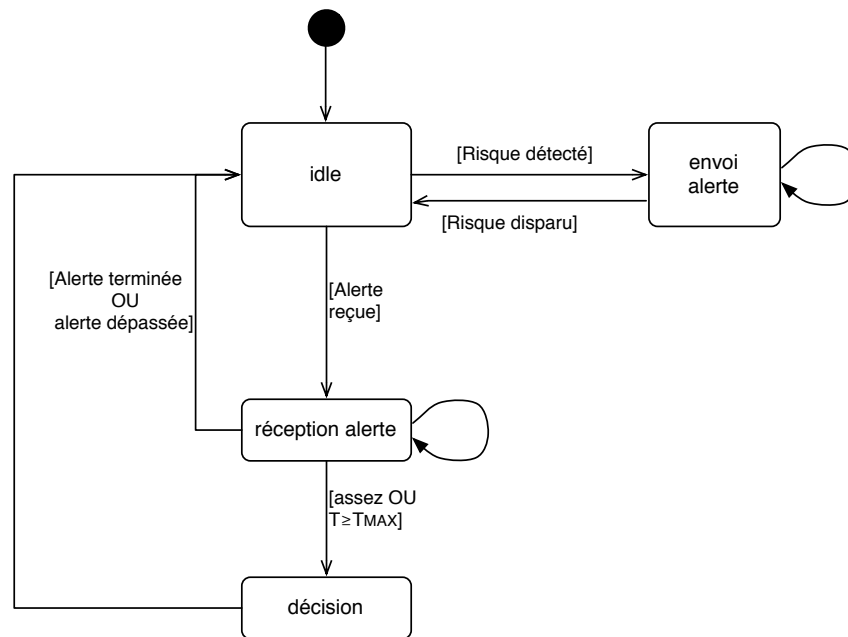 idle
[Risque détecté]
envoi
alerte
[Risque disparu]
[Alerte terminée
OU
alerte dépassée]
[Alerte
reçue]
réception alerte
[assez OU
T≥TMAX]
décision